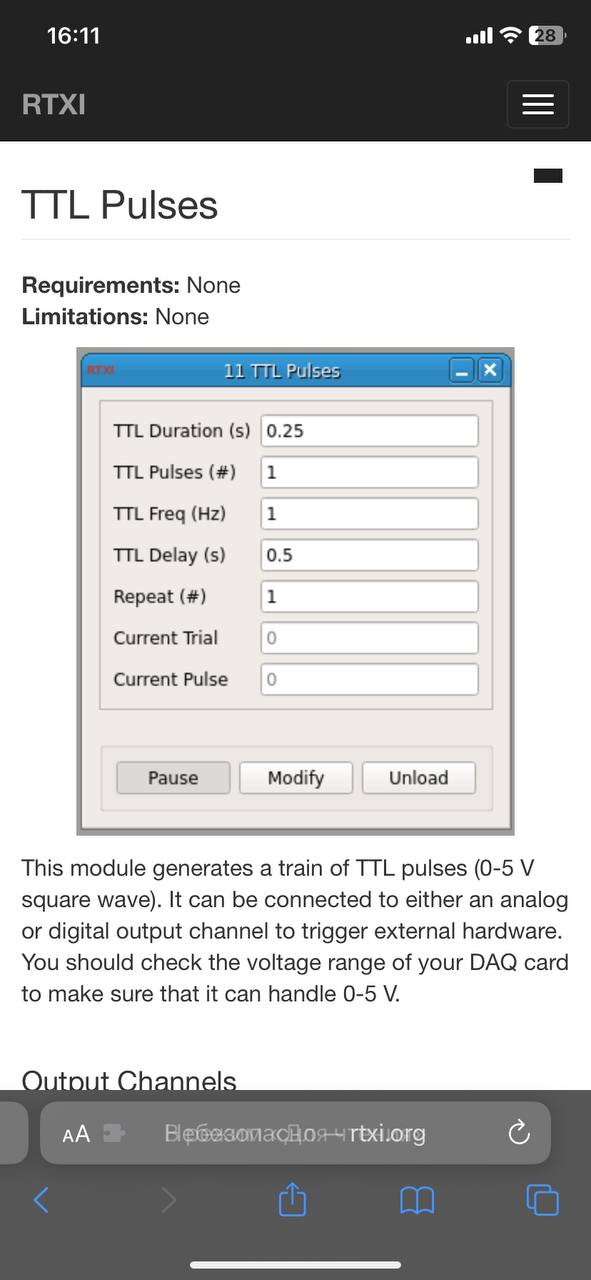 16:11
28
RTXI
TTL Pulses
Requirements: None
Limitations: None
RTXI
11 TTL Pulses
TTL Duration (s) 0.25
TTL Pulses (#) 1
TTL Freq (Hz) 1
TTL Delay (s) 0.5
Repeat (#) 1
Current Trial 0
Current Pulse 0
Pause Modify Unload
This module generates a train of TTL pulses (0-5 V
square wave). It can be connected to either an analog
or digital output channel to trigger external hardware.
You should check the voltage range of your DAQ card
to make sure that it can handle 0-5 V.
Output Channels
AA rtxi.org